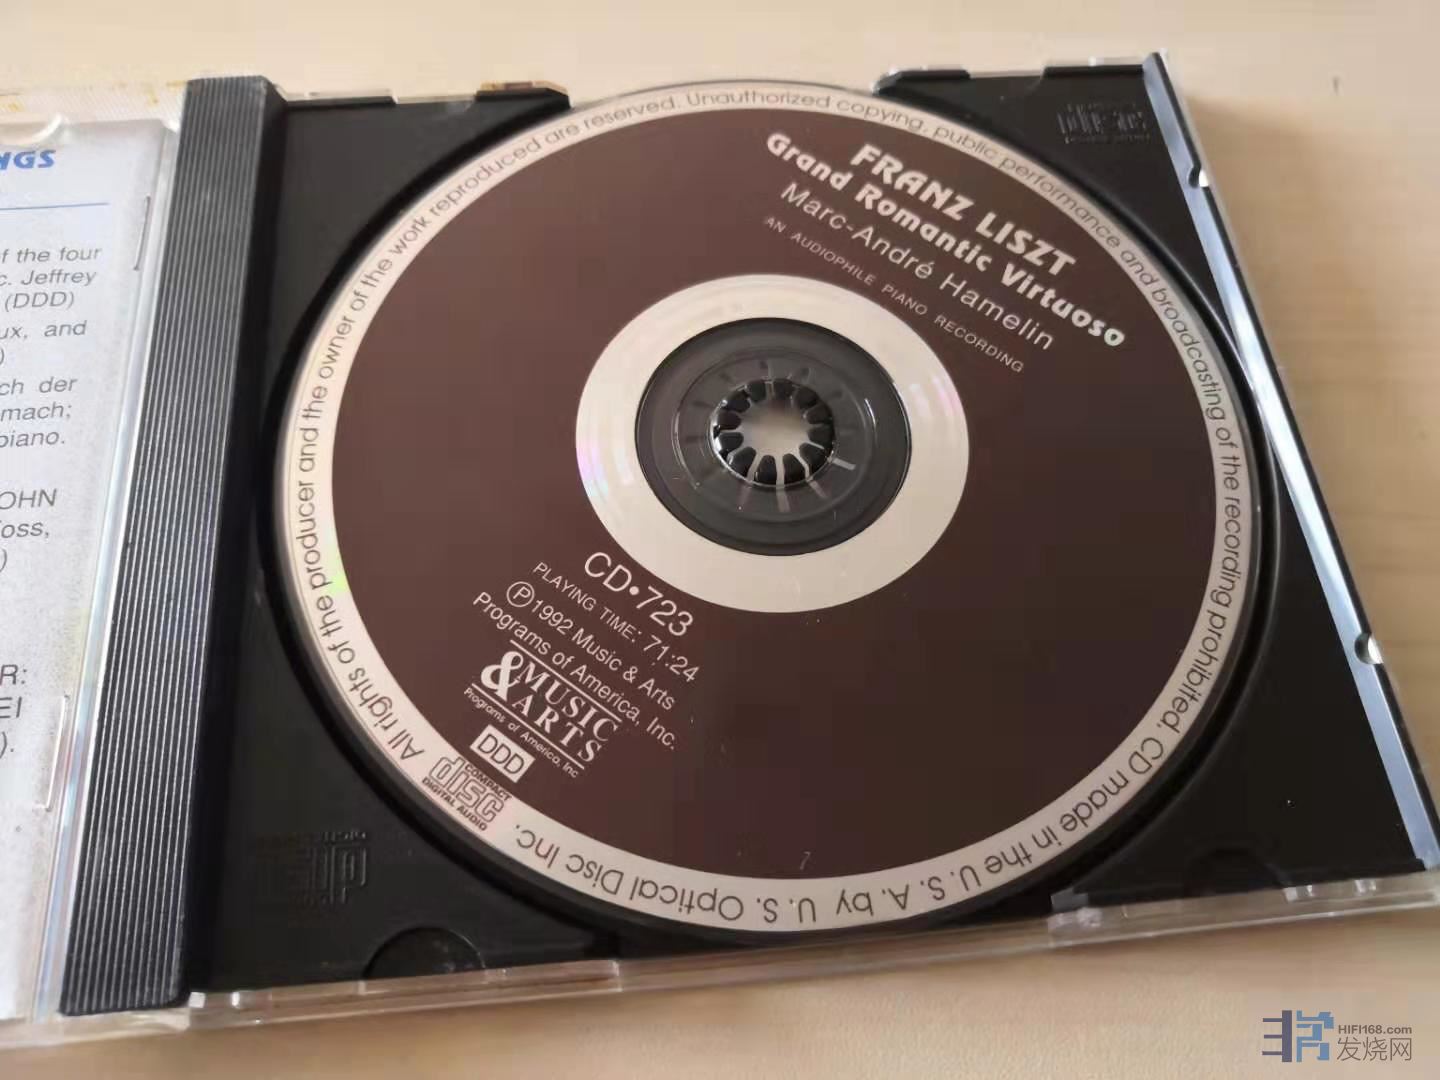 NGS
of the four
c. Jeffrey
(DDD)
ux, and
)
ch der
mach;
piano.
OHN
oss,
)
R:
EI
).
FRANZ LISZT
Grand Romantic Virtuoso
Marc-André Hamelin
AN AUDIOPHILE PIANO RECORDING
CD•723
PLAYING TIME: 71:24
℗1992 Music & Arts
Programs of America, Inc.
MUSIC
& ARTS
Programs of America, Inc
DDD
COMPACT
disc
DIGITAL AUDIO
All rights of the producer and the owner of the work reproduced are reserved. Unauthorized copying, public performance and broadcasting of the recording prohibited. CD made in the U.S.A. by U.S. Optical Disc Inc.
disc
HIFI168.com
发烧网